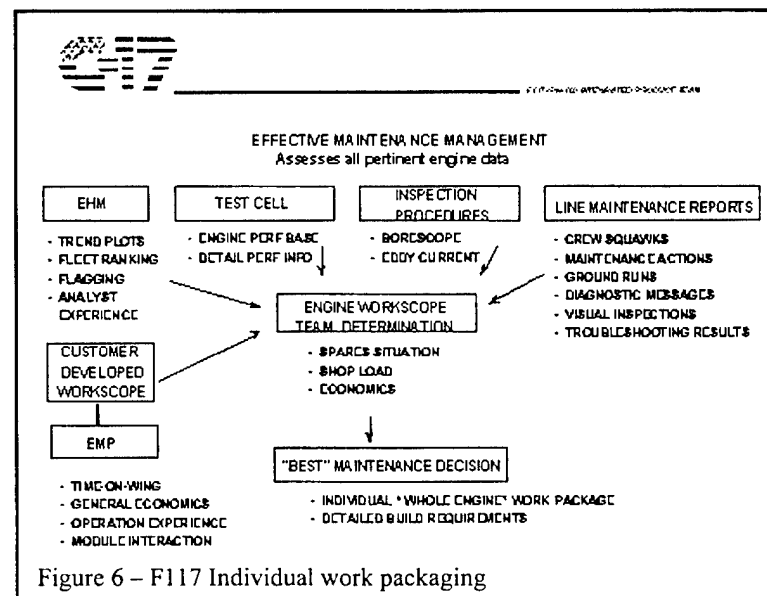 C-17
EFFECTIVE MAINTENANCE MANAGEMENT
Assesses all pertinent engine data
EHM
- TREND PLOTS
- FLEET RANKING
- FLAGGING
- ANALYST
EXPERIENCE
TEST CELL
- ENGINE PERF BASE
- DETAIL PERF INFO
INSPECTION
PROCEDURES
- BORESCOPE
- EDDY CURRENT
LINE MAINTENANCE REPORTS
- CREW SQUAWKS
- MAINTENANCE ACTIONS
- GROUND RUNS
- DIAGNOSTIC MESSAGES
- VISUAL INSPECTIONS
- TROUBLESHOOTING RESULTS
ENGINE WORKSCOPE
TEAM DETERMINATION
- SPARES SITUATION
- SHOP LOAD
- ECONOMICS
CUSTOMER
DEVELOPED
WORKSCOPE
EMP
- TIME-ON-WING
- GENERAL ECONOMICS
- OPERATION EXPERIENCE
- MODULE INTERACTION
"BEST" MAINTENANCE DECISION
- INDIVIDUAL "WHOLE ENGINE" WORK PACKAGE
- DETAILED BUILD REQUIREMENTS
Figure 6 – F117 Individual work packaging